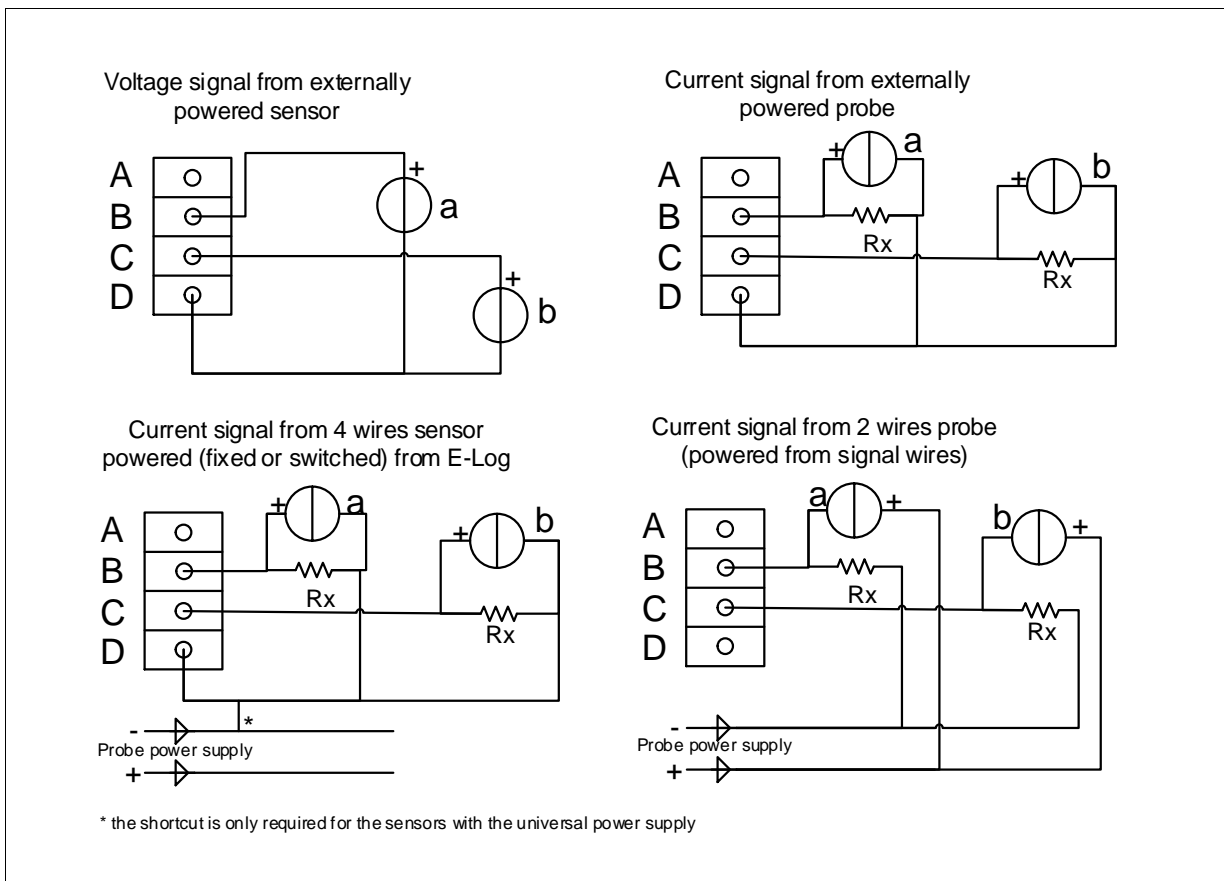 Voltage signal from externally
powered sensor
A
B
C
D
+
a
+
b
Current signal from externally
powered probe
A
B
C
D
+
a
Rx
+
b
Rx
Current signal from 4 wires sensor
powered (fixed or switched) from E-Log
A
B
C
D
+
a
Rx
+
b
Rx
*
-
Probe power supply
+
Current signal from 2 wires probe
(powered from signal wires)
A
B
C
D
a
+
Rx
b
+
Rx
-
Probe power supply
+
* the shortcut is only required for the sensors with the universal power supply